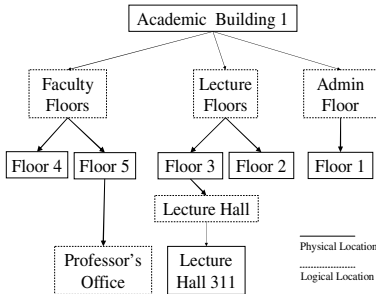 Academic Building 1
Faculty
Floors
Lecture
Floors
Admin
Floor
Floor 4
Floor 5
Floor 3
Floor 2
Floor 1
Lecture Hall
Professor's
Office
Lecture
Hall 311
Physical Location
Logical Location